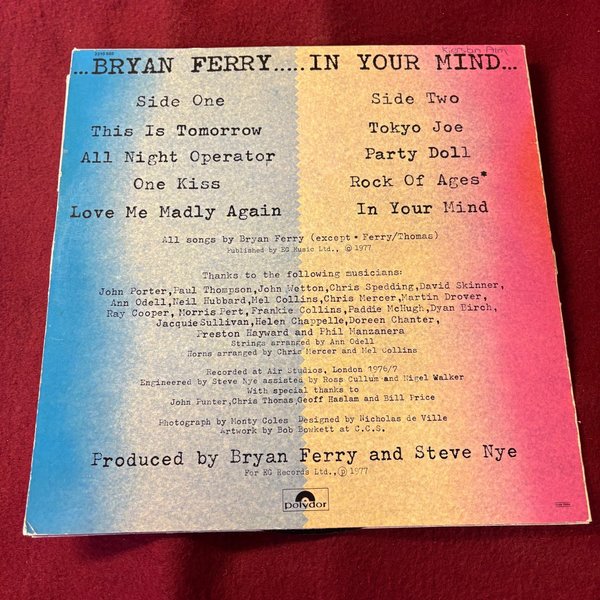 2310 502
...BRYAN FERRY.....IN YOUR MIND...
Side One
This Is Tomorrow
All Night Operator
One Kiss
Love Me Madly Again
Side Two
Tokyo Joe
Party Doll
Rock Of Ages*
In Your Mind
All songs by Bryan Ferry (except * Ferry/Thomas)
Published by EG Music Ltd., © 1977
Thanks to the following musicians:
John Porter,Paul Thompson,John Wetton,Chris Spedding,David Skinner,
Ann Odell,Neil Hubbard,Mel Collins,Chris Mercer,Martin Drover,
Ray Cooper,Morris Pert,Frankie Collins,Paddie McHugh,Dyan Birch,
Jacquie Sullivan,Helen Chappelle,Doreen Chanter,
Preston Hayward and Phil Manzanera
Strings arranged by Ann Odell
Horns arranged by Chris Mercer and Mel Collins
Recorded at Air Studios, London 1976/7
Engineered by Steve Nye assisted by Ross Cullum and Nigel Walker
With special thanks to
John Punter,Chris Thomas,Geoff Haslam and Bill Price
Photograph by Monty Coles Designed by Nicholas de Ville
Artwork by Bob Bowkett at C.C.S.
Produced by Bryan Ferry and Steve Nye
For EG Records Ltd., ℗ 1977
polydor